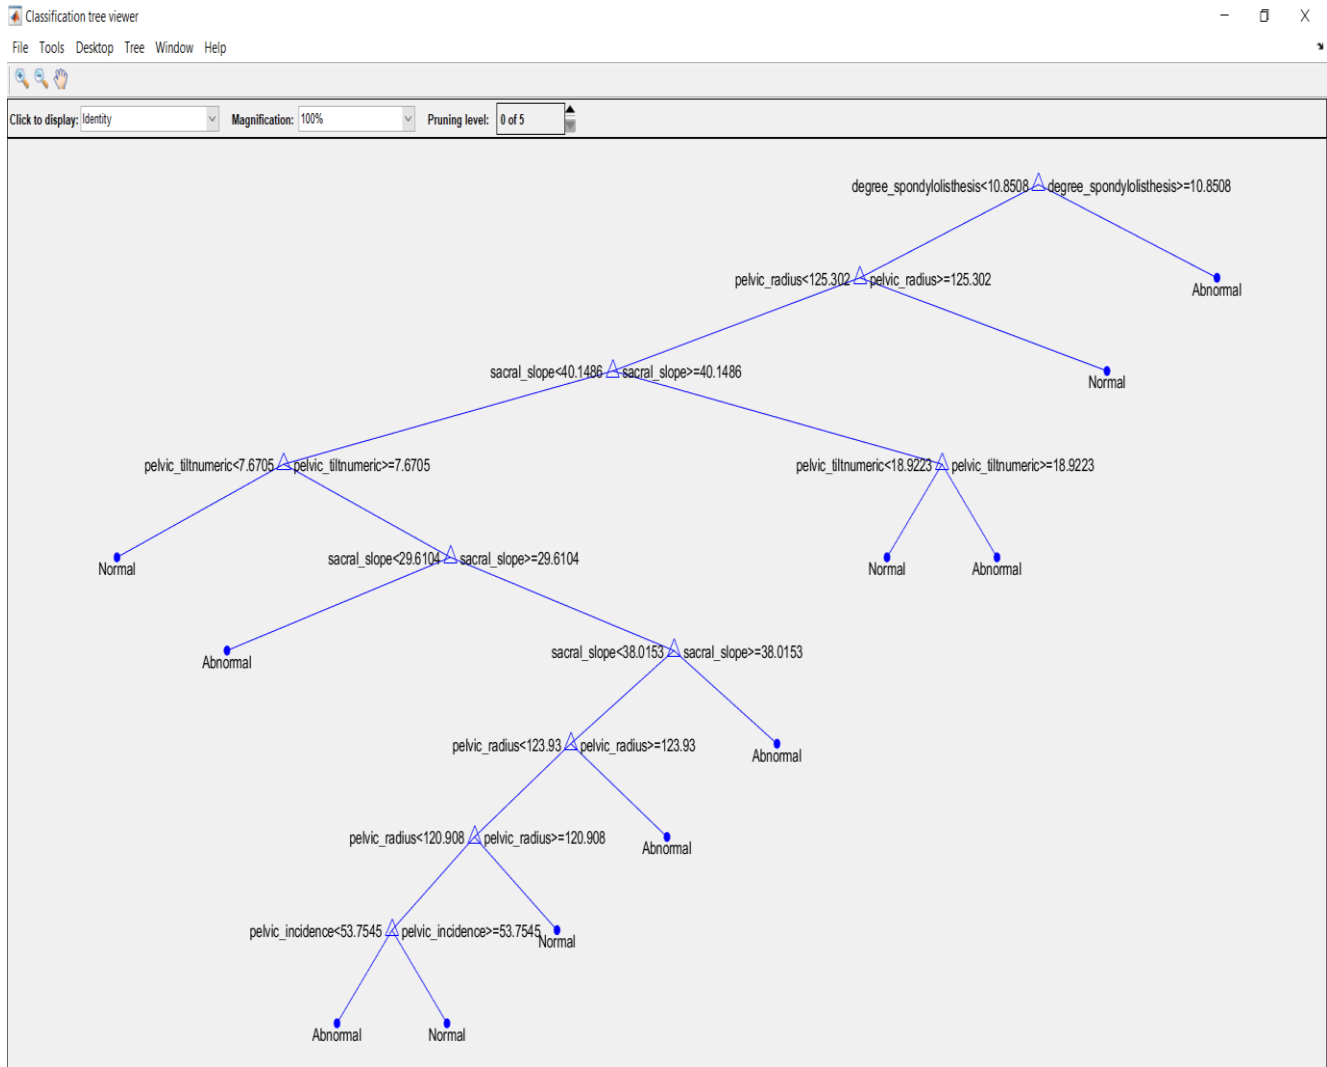 Classification tree viewer
File Tools Desktop Tree Window Help
Click to display: Identity Magnification: 100% Pruning level: 0 of 5
degree_spondylolisthesis<10.8508 degree_spondylolisthesis>=10.8508
pelvic_radius<125.302 pelvic_radius>=125.302
Abnormal
sacral_slope<40.1486 sacral_slope>=40.1486
Normal
pelvic_tiltnumeric<7.6705 pelvic_tiltnumeric>=7.6705 pelvic_tiltnumeric<18.9223 pelvic_tiltnumeric>=18.9223
sacral_slope<29.6104 sacral_slope>=29.6104
Normal Normal Abnormal
sacral_slope<38.0153 sacral_slope>=38.0153
Abnormal
pelvic_radius<123.93 pelvic_radius>=123.93
Abnormal
pelvic_radius<120.908 pelvic_radius>=120.908
Abnormal
pelvic_incidence<53.7545 pelvic_incidence>=53.7545
Normal
Abnormal Normal